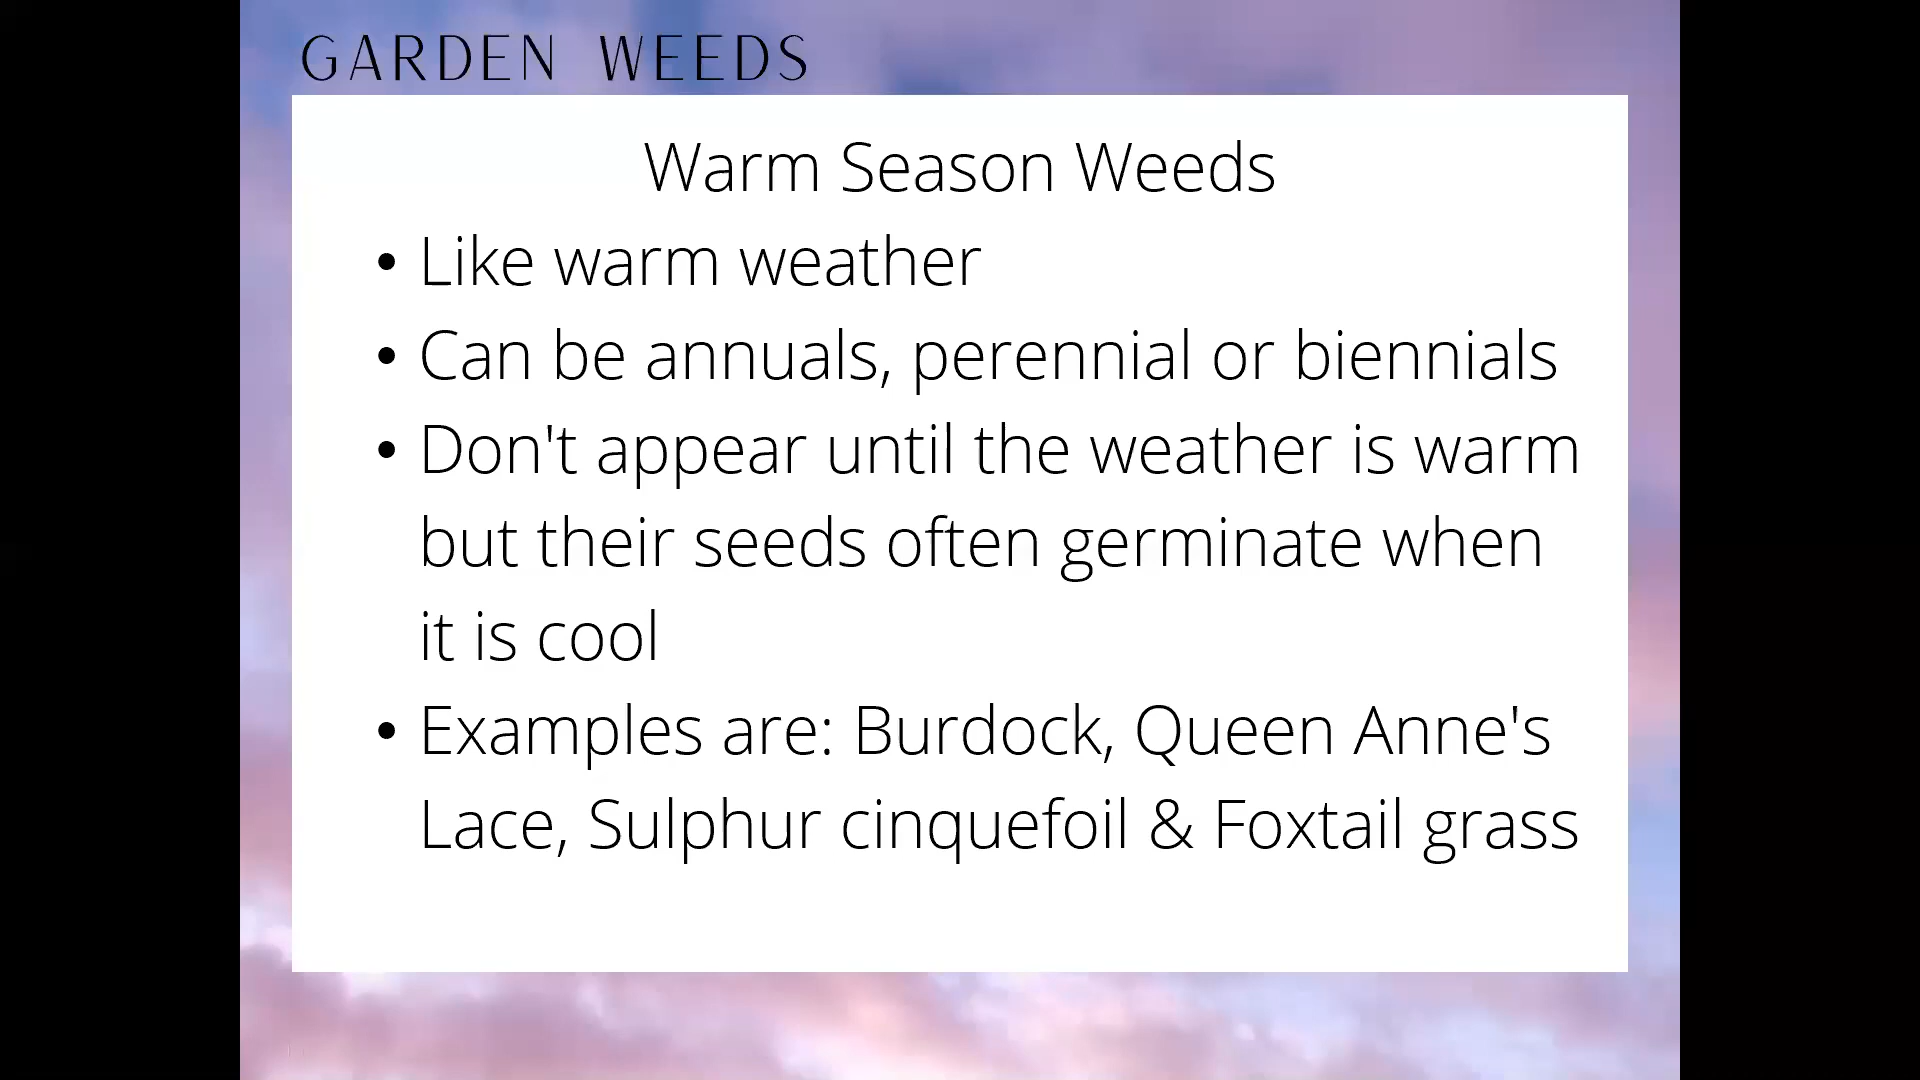 GARDEN WEEDS
Warm Season Weeds
• Like warm weather
• Can be annuals, perennial or biennials
• Don't appear until the weather is warm
but their seeds often germinate when
it is cool
• Examples are: Burdock, Queen Anne's
Lace, Sulphur cinquefoil & Foxtail grass